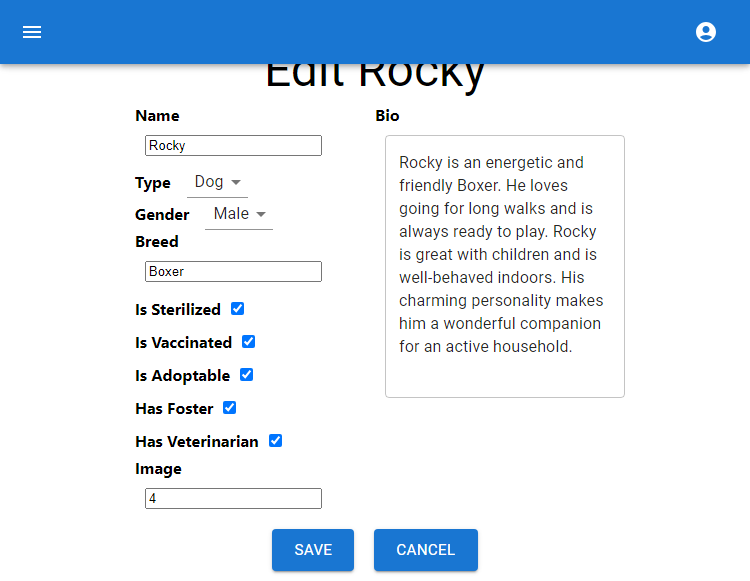 Edit Rocky
Name
Rocky
Type Dog
Gender Male
Breed
Boxer
Is Sterilized
Is Vaccinated
Is Adoptable
Has Foster
Has Veterinarian
Image
4
Bio
Rocky is an energetic and
friendly Boxer. He loves
going for long walks and is
always ready to play. Rocky
is great with children and is
well-behaved indoors. His
charming personality makes
him a wonderful companion
for an active household.
SAVE CANCEL